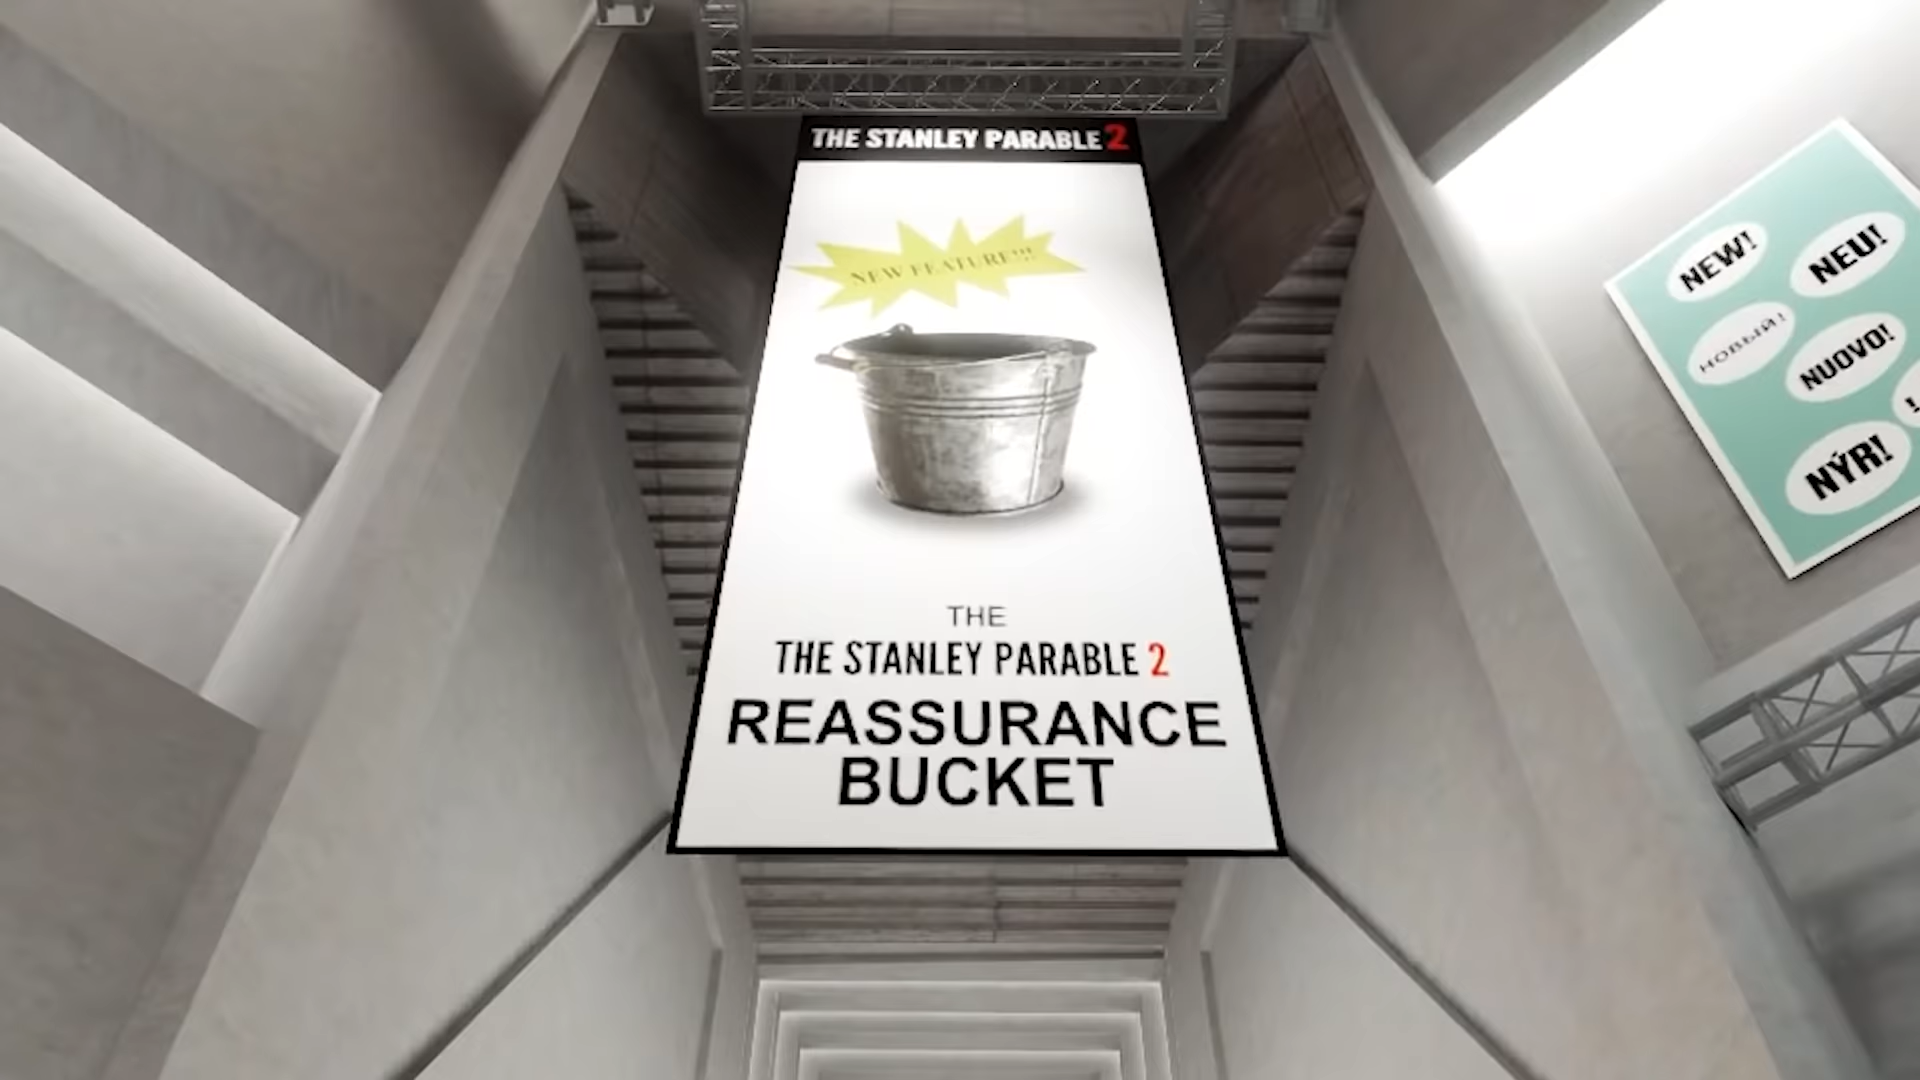 THE STANLEY PARABLE 2
NEW FEATURE!!!
THE
THE STANLEY PARABLE 2
REASSURANCE
BUCKET
NEW!
NEU!
НОВЫЙ!
NUOVO!
!
NÝR!